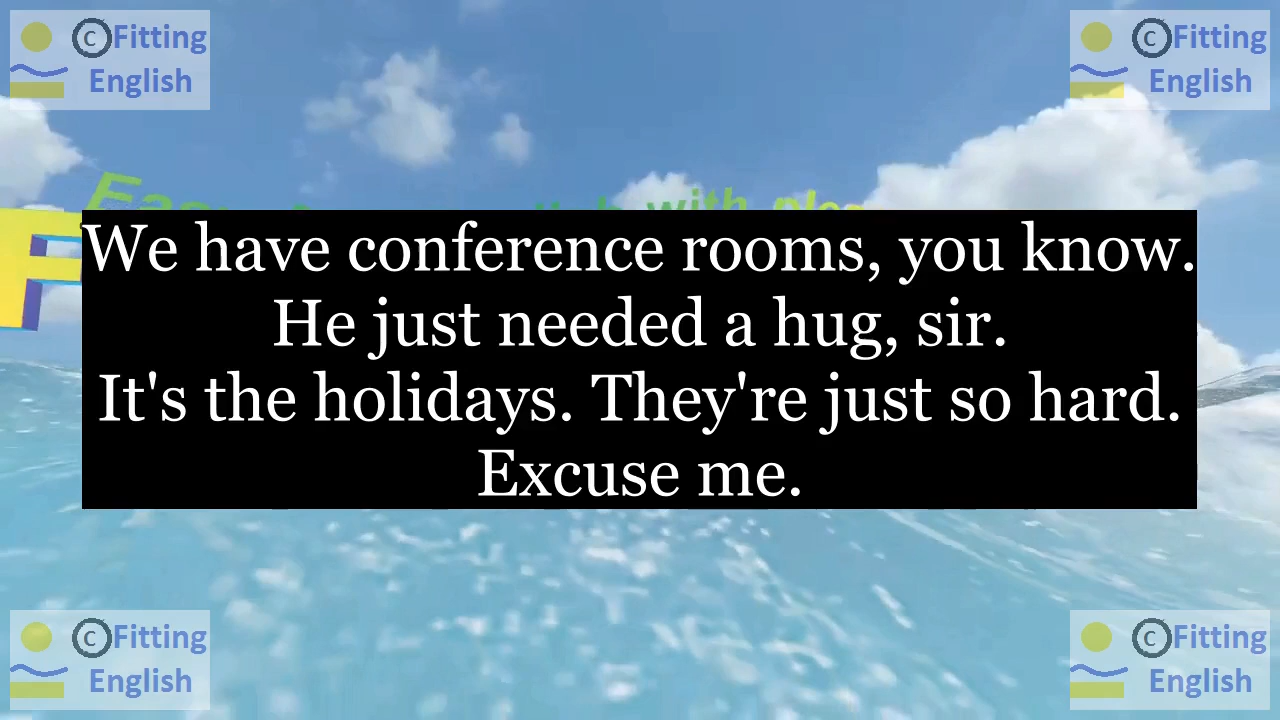 ©Fitting
English
©Fitting
English
with
F
We have conference rooms, you know.
He just needed a hug, sir.
It's the holidays. They're just so hard.
Excuse me.
©Fitting
English
©Fitting
English